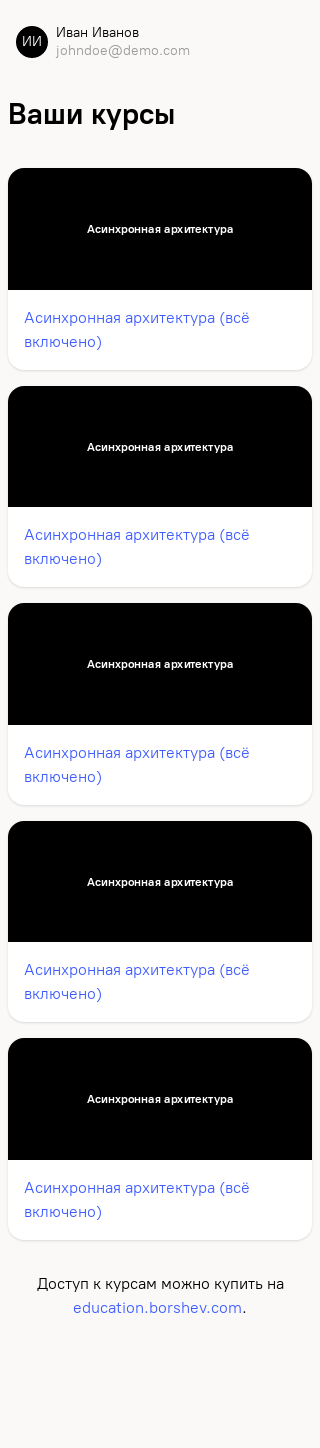 ИИ
Иван Иванов
johndoe@demo.com
Ваши курсы
Асинхронная архитектура
Асинхронная архитектура (всё
включено)
Асинхронная архитектура
Асинхронная архитектура (всё
включено)
Асинхронная архитектура
Асинхронная архитектура (всё
включено)
Асинхронная архитектура
Асинхронная архитектура (всё
включено)
Асинхронная архитектура
Асинхронная архитектура (всё
включено)
Доступ к курсам можно купить на
education.borshev.com.